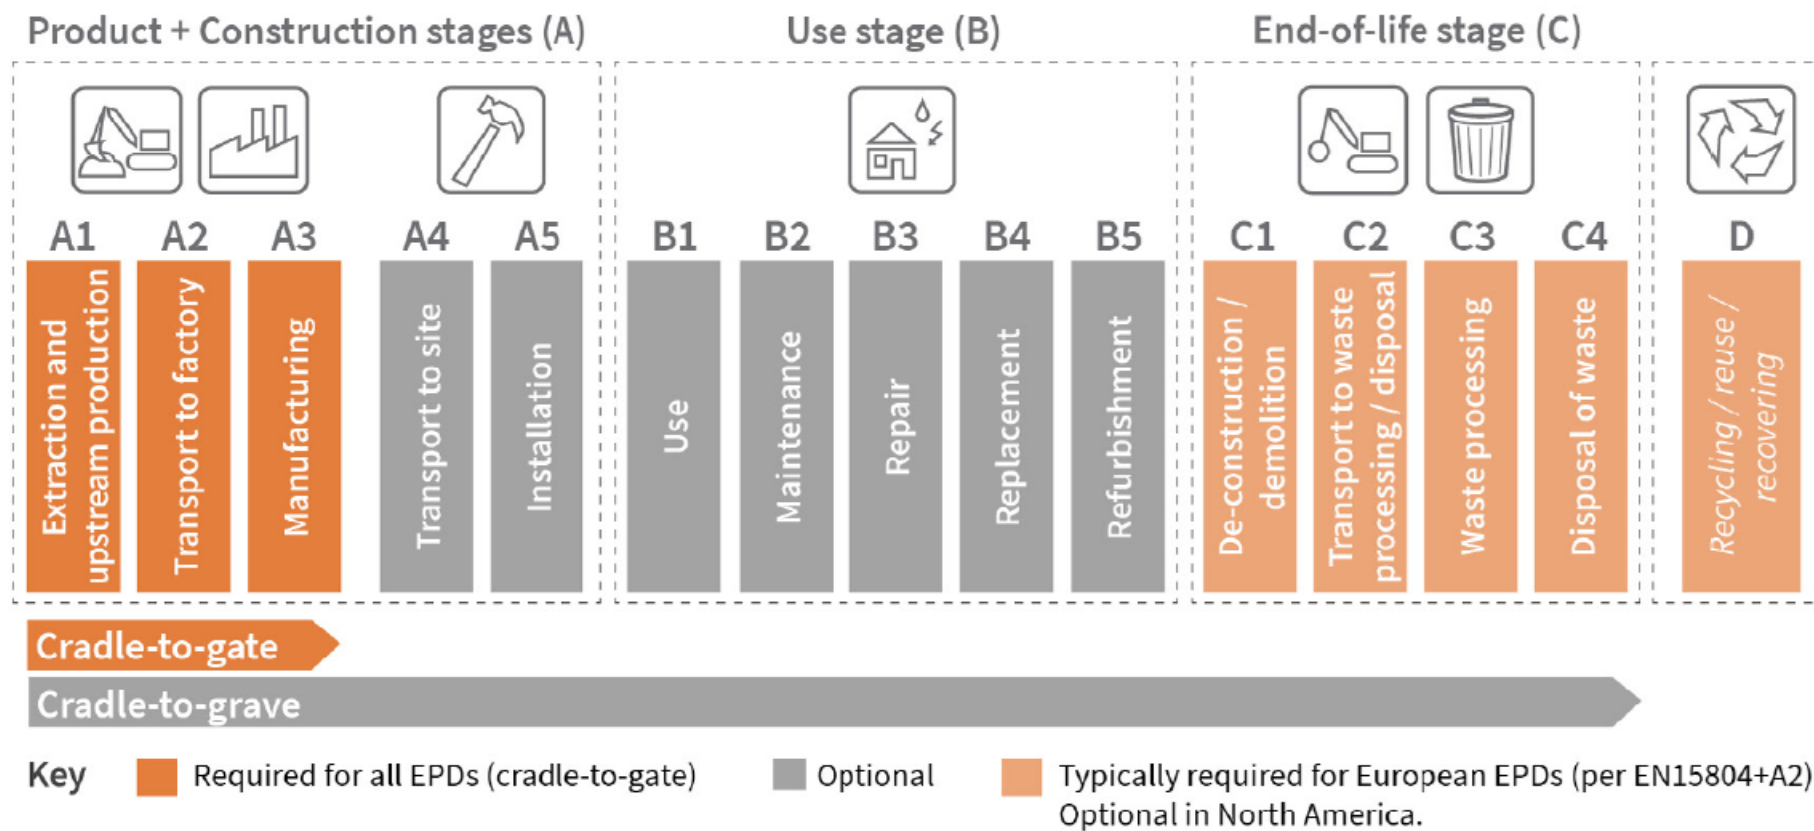 Product + Construction stages (A)
Use stage (B)
End-of-life stage (C)
A1
A2
A3
A4
A5
B1
B2
B3
B4
B5
C1
C2
C3
C4
D
Extraction and
upstream production
Transport to factory
Manufacturing
Transport to site
Installation
Use
Maintenance
Repair
Replacement
Refurbishment
De-construction /
demolition
Transport to waste
processing / disposal
Waste processing
Disposal of waste
Recycling / reuse /
recovering
Cradle-to-gate
Cradle-to-grave
Key
Required for all EPDs (cradle-to-gate)
Optional
Typically required for European EPDs (per EN15804+A2)
Optional in North America.